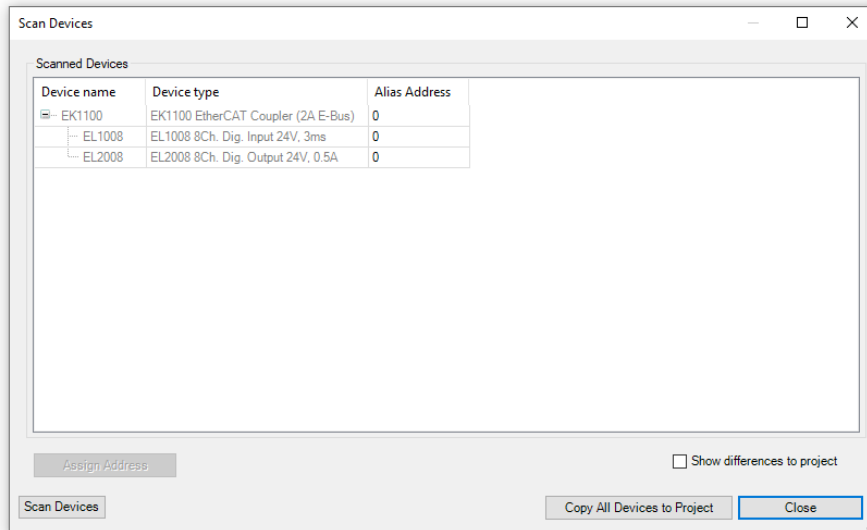 Scan Devices
Scanned Devices
Device name Device type Alias Address
EK1100 EK1100 EtherCAT Coupler (2A E-Bus) 0
EL1008 EL1008 8Ch. Dig. Input 24V, 3ms 0
EL2008 EL2008 8Ch. Dig. Output 24V, 0.5A 0
Assign Address Show differences to project
Scan Devices Copy All Devices to Project Close